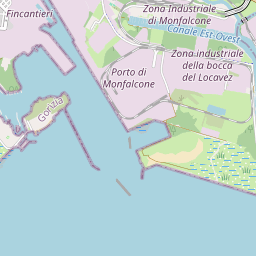 Fincantieri
Zona Industriale
di Monfalcone
Canale Est-Ovest
Zona industriale
della bocca
del Locavez
Porto di
Monfalcone
Gorizia